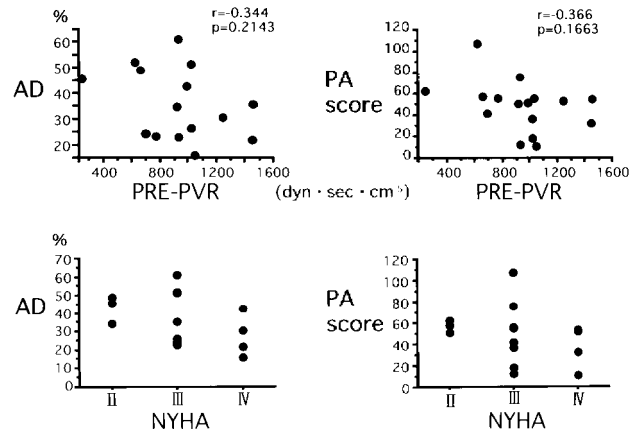 %
60
50
40
30
20
AD
r=-0.344
p=0.2143
400 800 1200 1600
PRE-PVR
(dyn·sec·cm⁻⁵)
120
100
80
60
40
20
0
PA
score
r=-0.366
p=0.1663
400 800 1200 1600
PRE-PVR
%
70
60
50
40
30
20
10
0
AD
II III IV
NYHA
120
100
80
60
40
20
0
PA
score
II III IV
NYHA